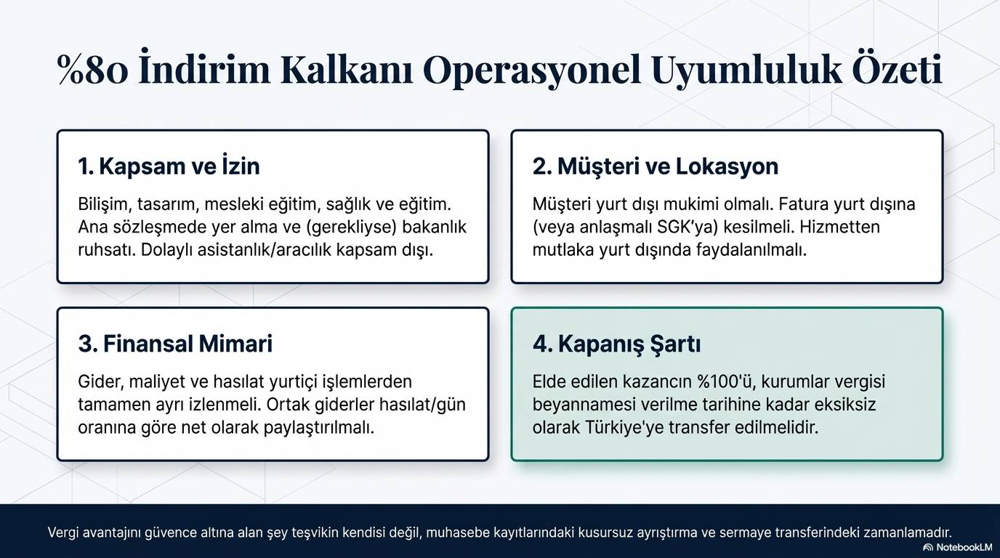 %80 İndirim Kalkanı Operasyonel Uyumluluk Özeti
1. Kapsam ve İzin
Bilişim, tasarım, mesleki eğitim, sağlık ve eğitim.
Ana sözleşmede yer alma ve (gerekliyse) bakanlık
ruhsatı. Dolaylı asistanlık/aracılık kapsam dışı.
2. Müşteri ve Lokasyon
Müşteri yurt dışı mukimi olmalı. Fatura yurt dışına
(veya anlaşmalı SGK'ya) kesilmeli. Hizmetten
mutlaka yurt dışında faydalanılmalı.
3. Finansal Mimari
Gider, maliyet ve hasılat yurtiçi işlemlerden
tamamen ayrı izlenmeli. Ortak giderler hasılat/gün
oranına göre net olarak paylaştırılmalı.
4. Kapanış Şartı
Elde edilen kazancın %100'ü, kurumlar vergisi
beyannamesi verilme tarihine kadar eksiksiz
olarak Türkiye'ye transfer edilmelidir.
Vergi avantajını güvence altına alan şey teşvikin kendisi değil, muhasebe kayıtlarındaki kusursuz ayrıştırma ve sermaye transferindeki zamanlamadır.
NotebookLM